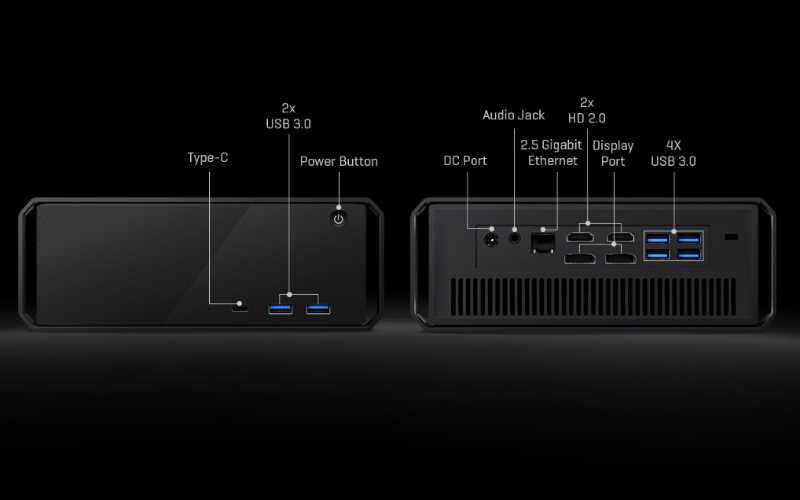 2x
USB 3.0
Type-C
Power Button
2x
HD 2.0
Audio Jack
2.5 Gigabit
Ethernet
Display
Port
4X
USB 3.0
DC Port